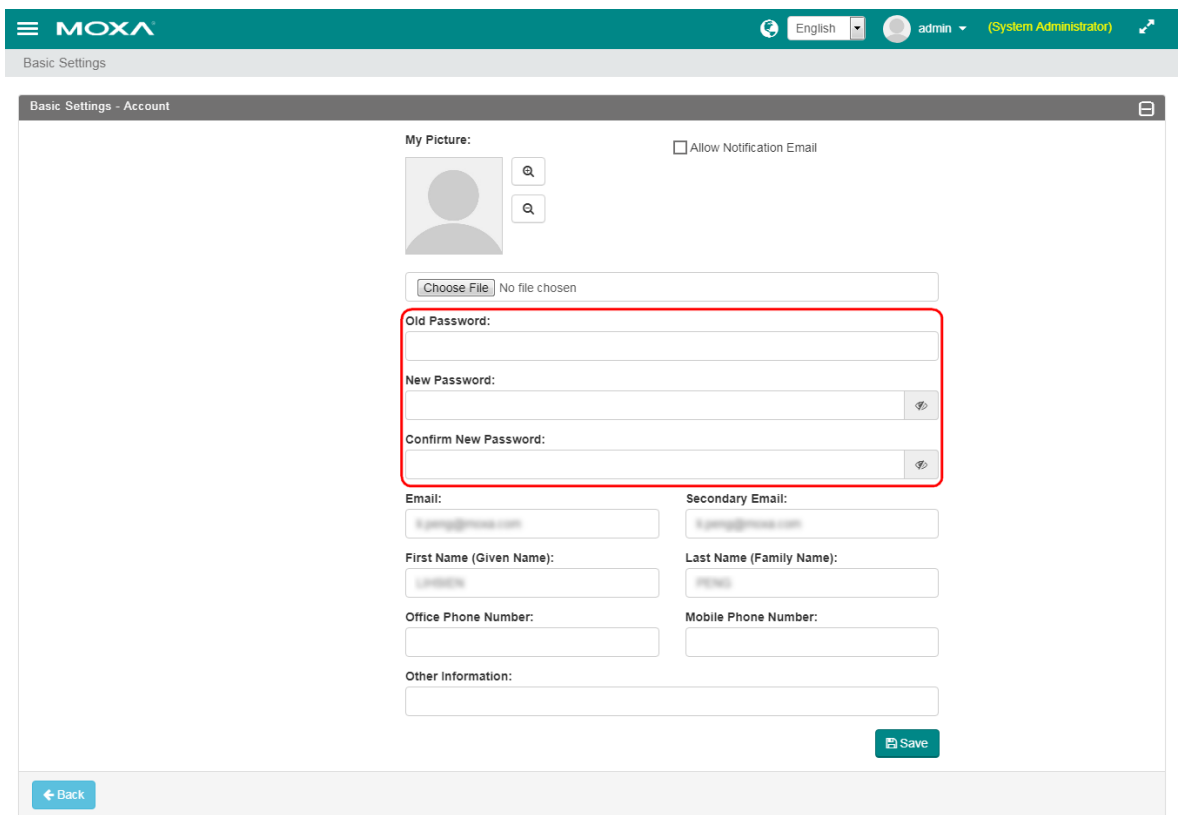 MOXA English admin (System Administrator)
Basic Settings
Basic Settings - Account
My Picture: Allow Notification Email
Choose File No file chosen
Old Password:
New Password:
Confirm New Password:
Email: Secondary Email:
First Name (Given Name): Last Name (Family Name):
PENG
Office Phone Number: Mobile Phone Number:
Other Information:
Save
Back